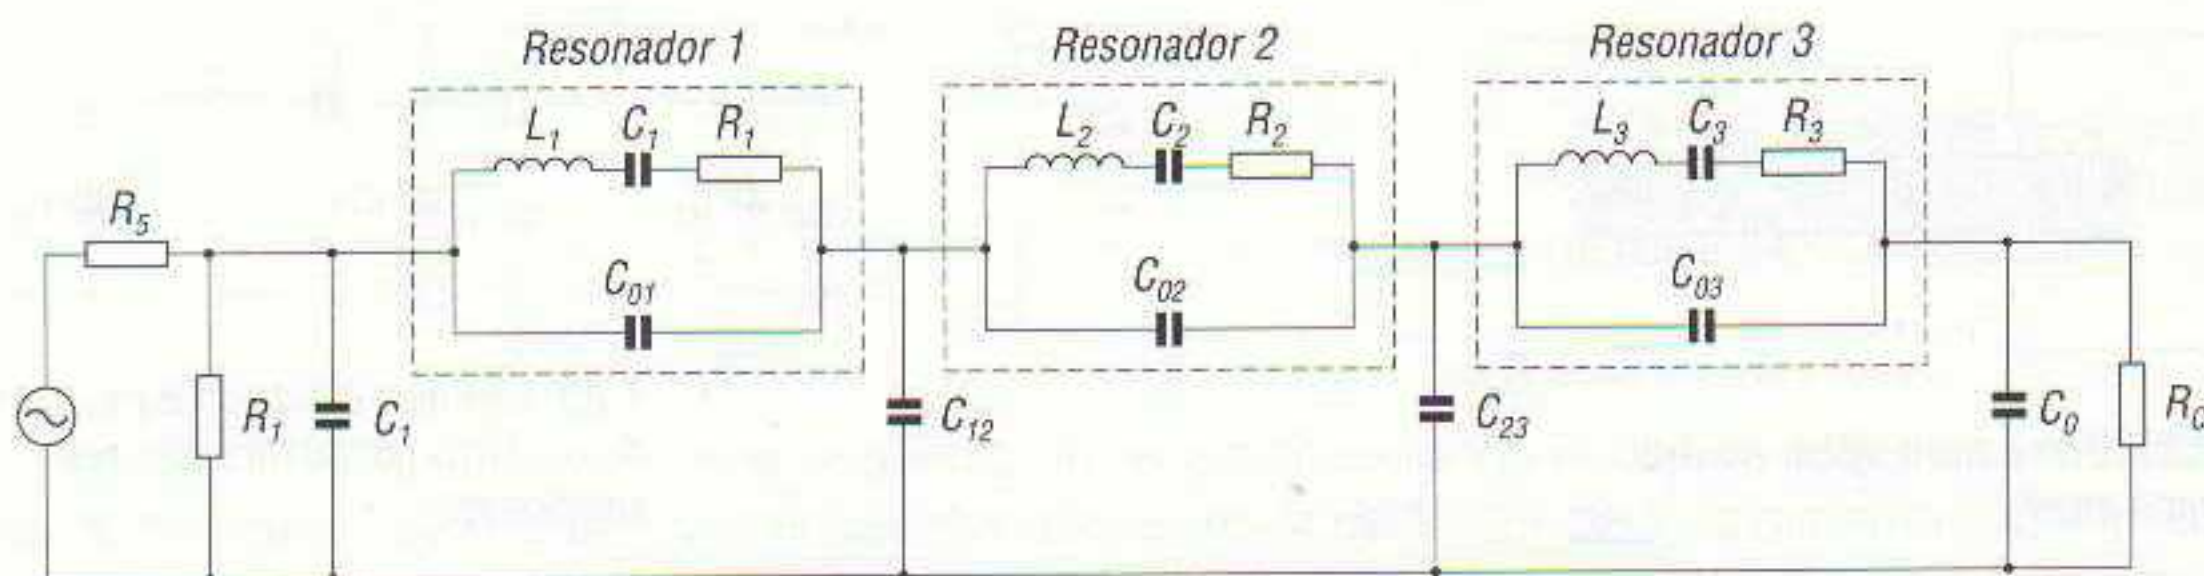 Resonador 1
Resonador 2
Resonador 3
L1 C1 R1
L2 C2 R2
L3 C3 R3
R5
C01
C02
C03
R1
C1
C12
C23
C0
R0